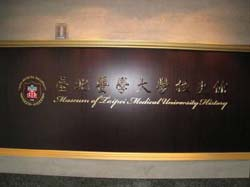 臺北醫學大學校史館
Museum of Taipei Medical University History